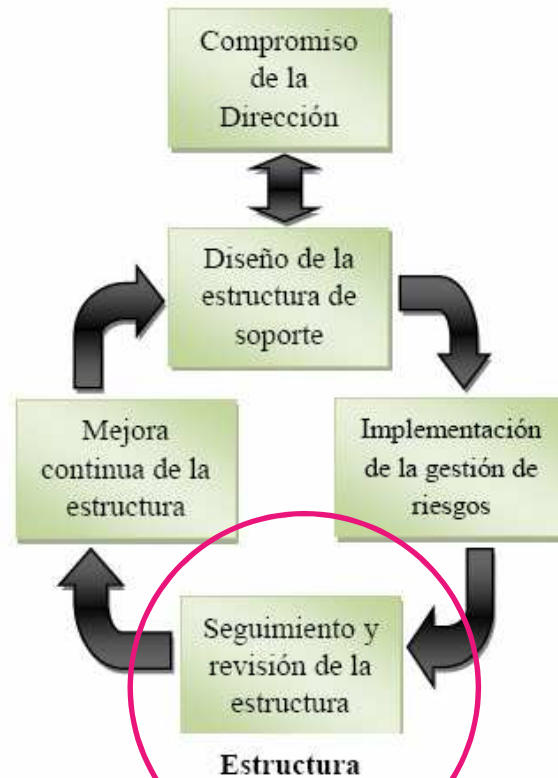 Compromiso
de la
Dirección
Diseño de la
estructura de
soporte
Mejora
continua de la
estructura
Implementación
de la gestión de
riesgos
Seguimiento y
revisión de la
estructura
Estructura